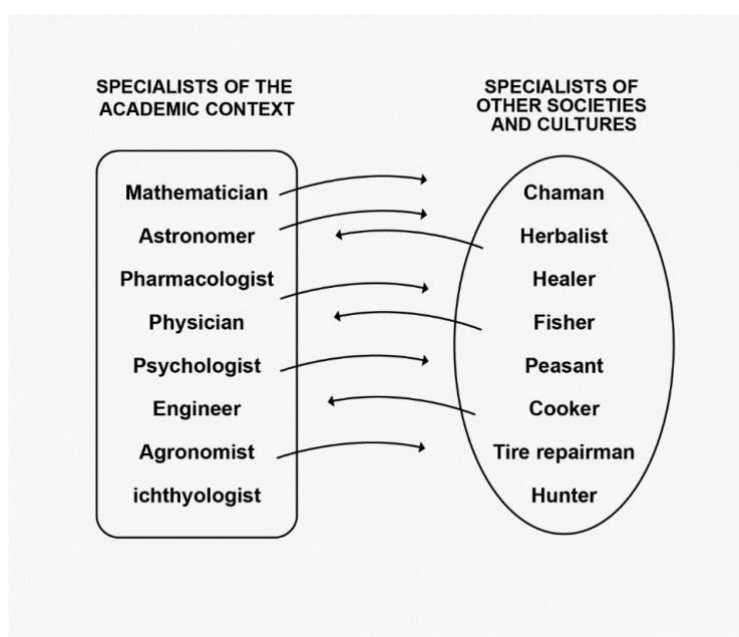 SPECIALISTS OF THE
ACADEMIC CONTEXT
Mathematician
Astronomer
Pharmacologist
Physician
Psychologist
Engineer
Agronomist
ichthyologist
SPECIALISTS OF
OTHER SOCIETIES
AND CULTURES
Chaman
Herbalist
Healer
Fisher
Peasant
Cooker
Tire repairman
Hunter